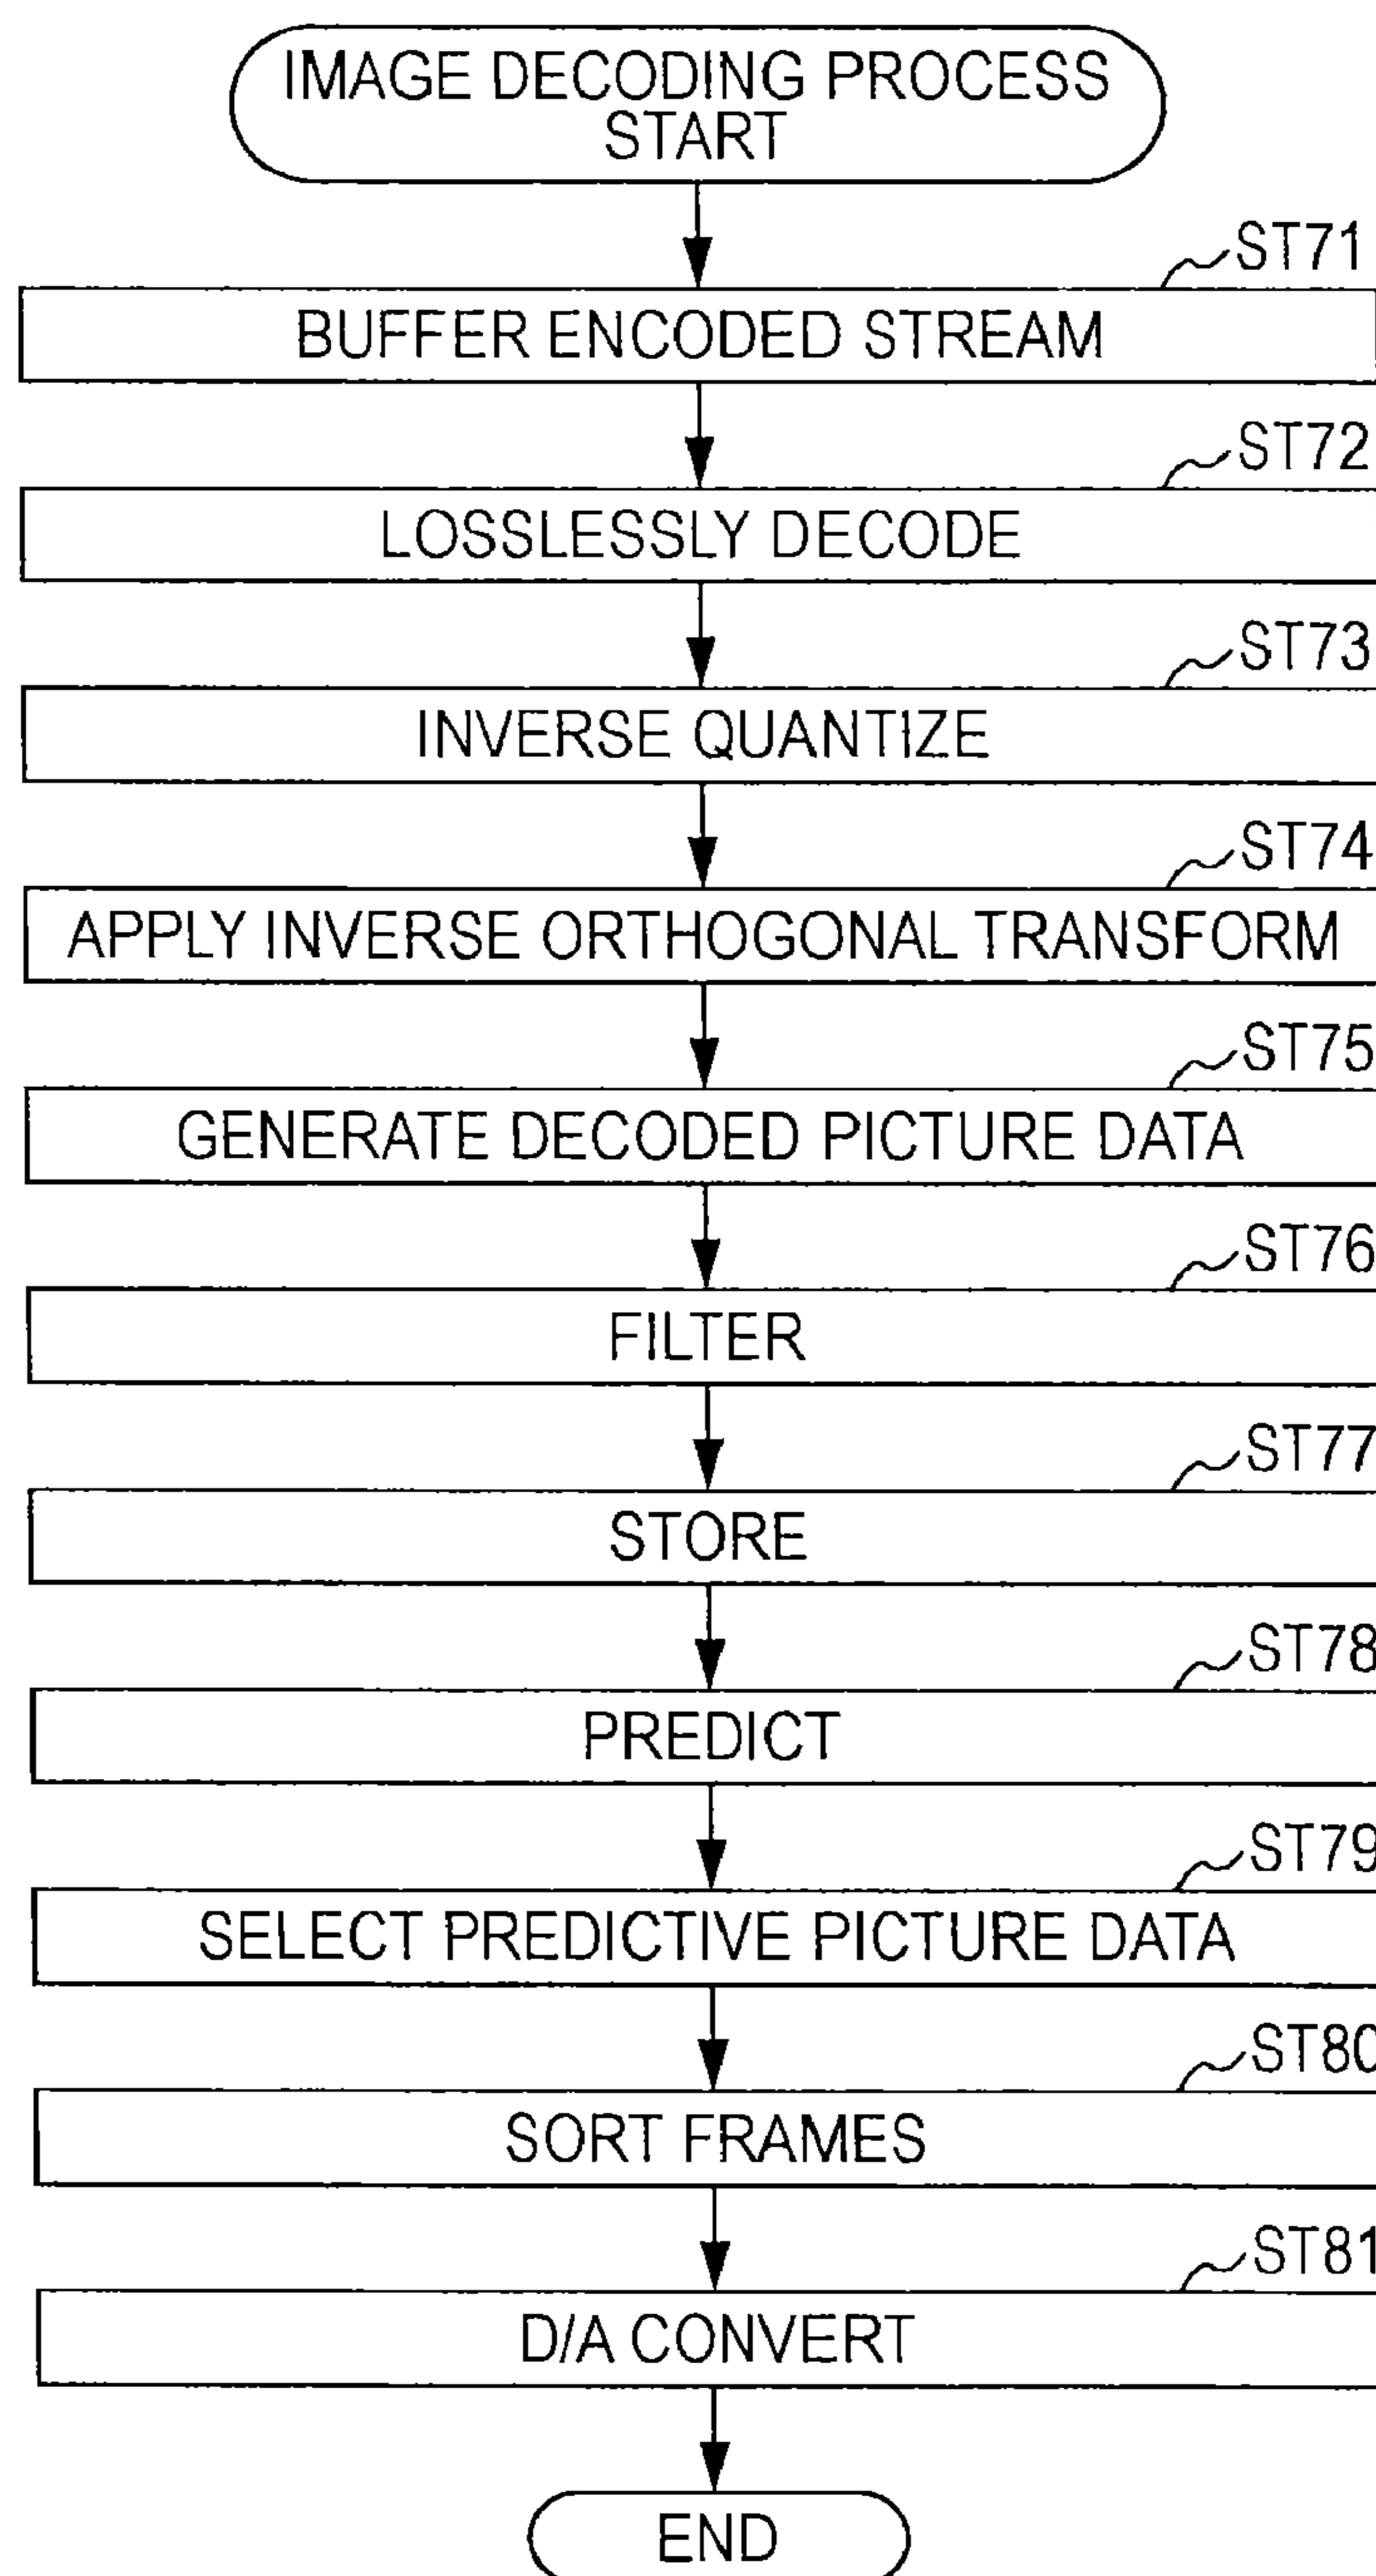 IMAGE DECODING PROCESS
START
ST71
BUFFER ENCODED STREAM
ST72
LOSSLESSLY DECODE
ST73
INVERSE QUANTIZE
ST74
APPLY INVERSE ORTHOGONAL TRANSFORM
ST75
GENERATE DECODED PICTURE DATA
ST76
FILTER
ST77
STORE
ST78
PREDICT
ST79
SELECT PREDICTIVE PICTURE DATA
ST80
SORT FRAMES
ST81
D/A CONVERT
END